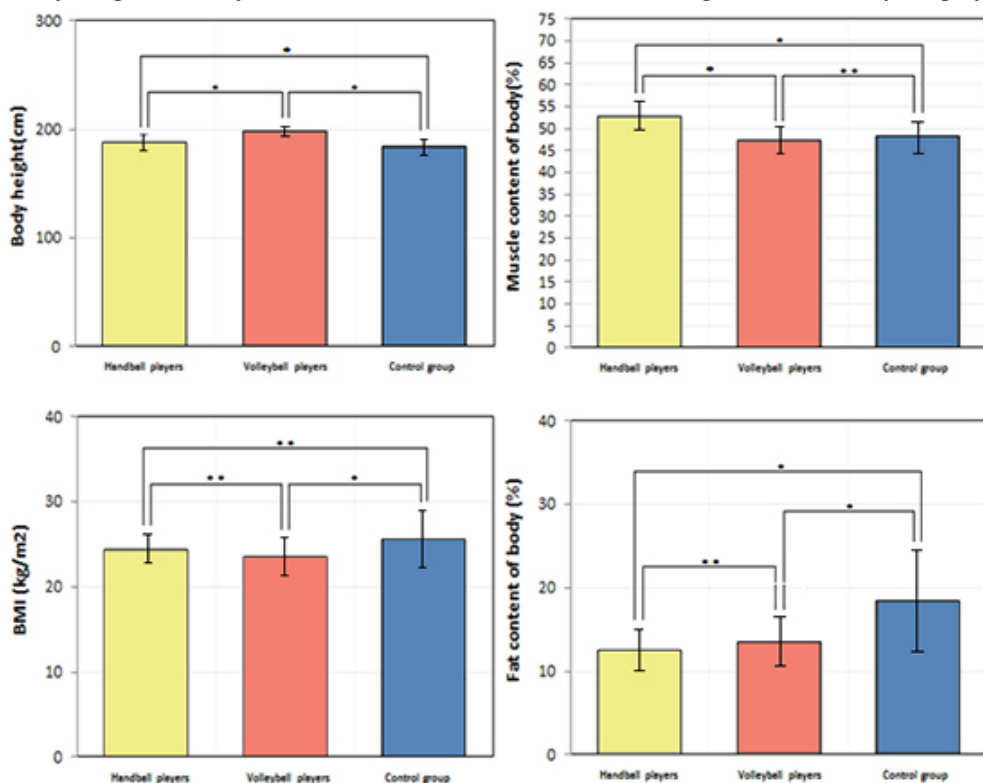 300
200
100
0
Body height(cm)
*
*
*
Handball players
Volleyball players
Control group
75
70
65
60
55
50
45
40
35
30
25
20
15
10
5
0
Muscle content of body(%)
*
*
**
Handball players
Volleyball players
Control group
40
30
20
10
0
BMI (kg/m2)
**
**
*
Handball players
Volleyball players
Control group
40
30
20
10
0
Fat content of body (%)
*
*
**
Handball players
Volleyball players
Control group